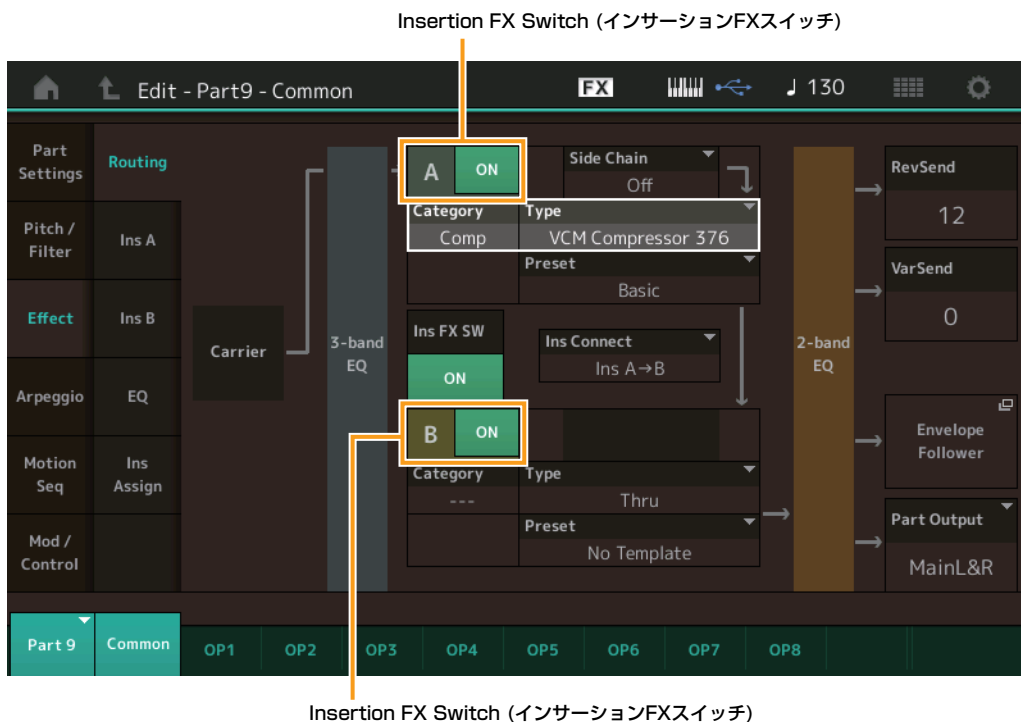 Insertion FX Switch (インサーションFXスイッチ)
Edit - Part9 - Common
FX
♩ 130
Part
Settings
Pitch /
Filter
Effect
Arpeggio
Motion
Seq
Mod /
Control
Routing
Ins A
Ins B
EQ
Ins
Assign
Carrier
3-band
EQ
A
ON
Side Chain
Off
Category
Comp
Type
VCM Compressor 376
Preset
Basic
Ins FX SW
ON
Ins Connect
Ins A→B
B
ON
Category
---
Type
Thru
Preset
No Template
2-band
EQ
RevSend
12
VarSend
0
Envelope
Follower
Part Output
MainL&R
Part 9
Common
OP1
OP2
OP3
OP4
OP5
OP6
OP7
OP8
Insertion FX Switch (インサーションFXスイッチ)